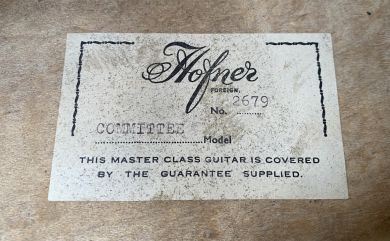 Hofner
FOREIGN.
No. 2679
COMMITTEE Model
THIS MASTER CLASS GUITAR IS COVERED
BY THE GUARANTEE SUPPLIED.